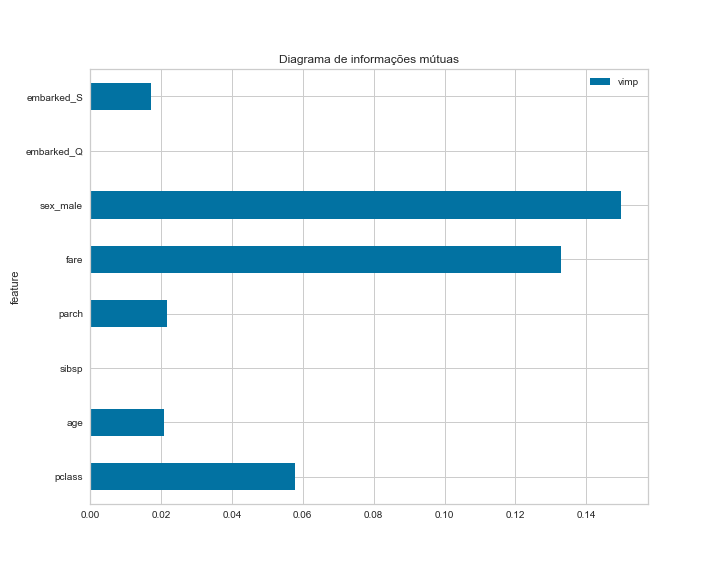 Diagrama de informações mútuas
vimp
embarked_S
embarked_Q
sex_male
fare
parch
sibsp
age
pclass
feature
0.00 0.02 0.04 0.06 0.08 0.10 0.12 0.14